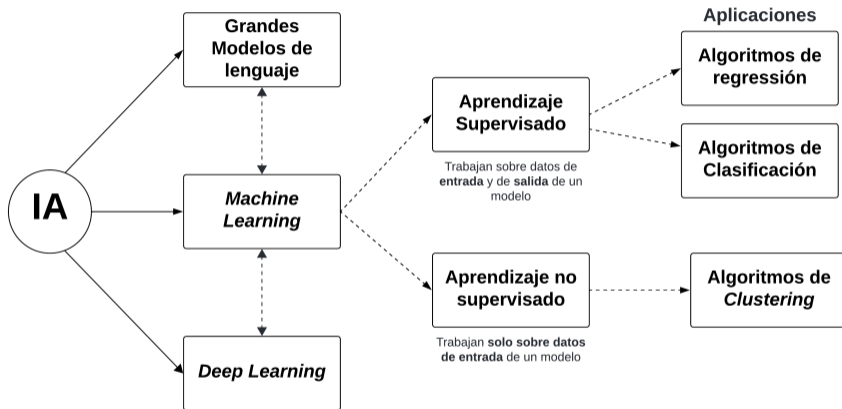 Aplicaciones
Grandes
Modelos de
lenguaje
Algoritmos de
regressión
Aprendizaje
Supervisado
Algoritmos de
Clasificación
Trabajan sobre datos de
entrada y de salida de un
modelo
IA
Machine
Learning
Aprendizaje no
supervisado
Algoritmos de
Clustering
Trabajan solo sobre datos
de entrada de un modelo
Deep Learning